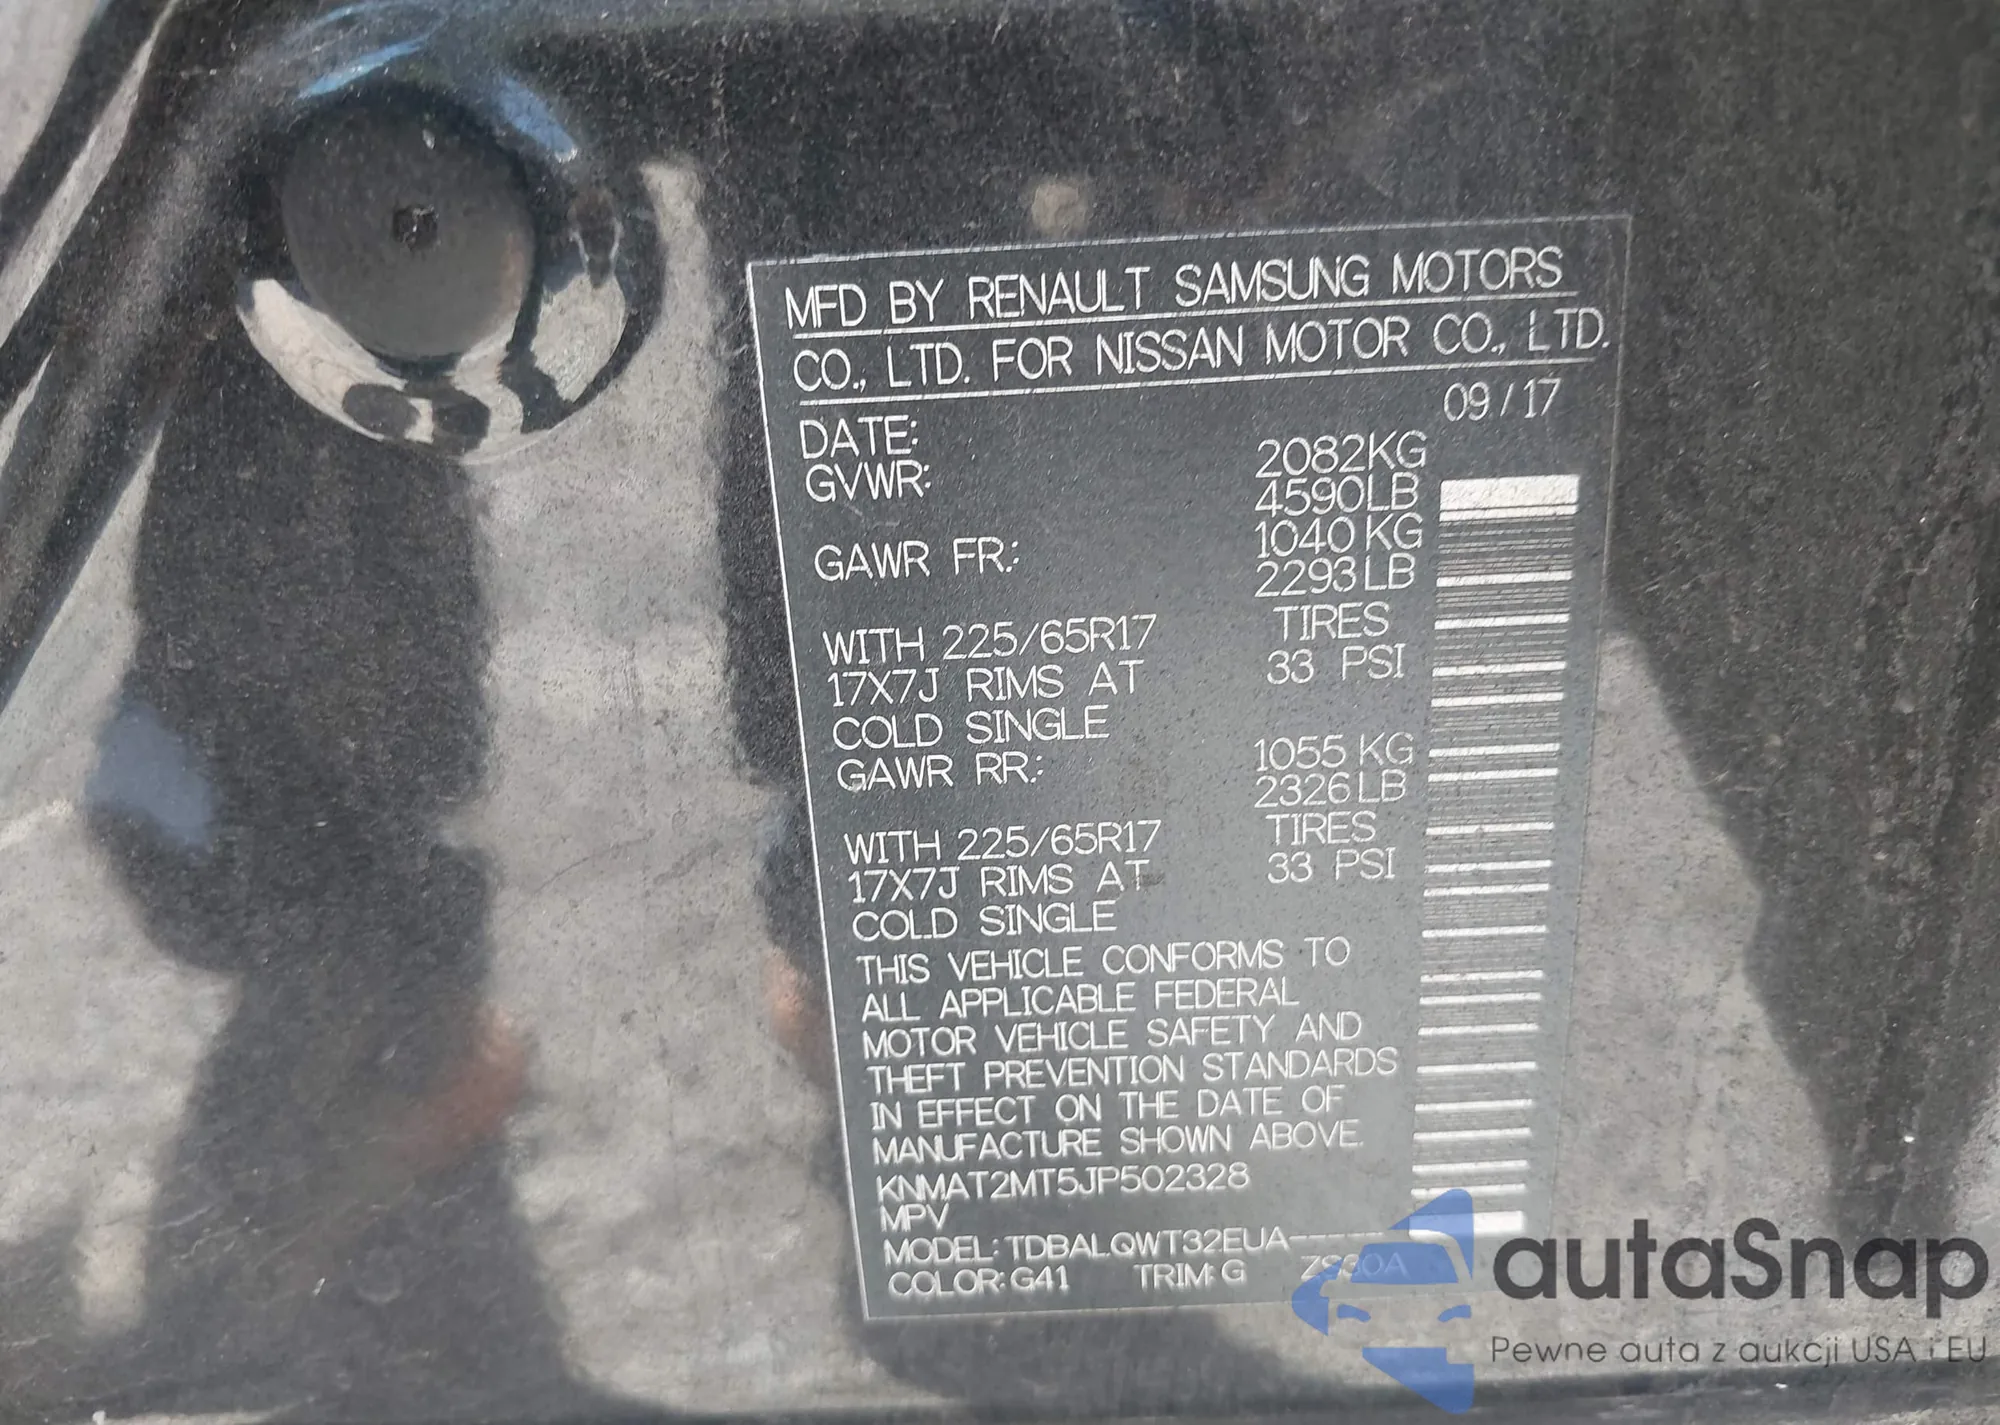 MFD BY RENAULT SAMSUNG MOTORS
CO., LTD. FOR NISSAN MOTOR CO., LTD.
DATE: 09/17
GVWR: 2082KG
4590LB
GAWR FR.: 1040KG
2293LB
WITH 225/65R17 TIRES
17X7J RIMS AT 33 PSI
COLD SINGLE
GAWR RR.: 1055KG
2326LB
WITH 225/65R17 TIRES
17X7J RIMS AT 33 PSI
COLD SINGLE
THIS VEHICLE CONFORMS TO
ALL APPLICABLE FEDERAL
MOTOR VEHICLE SAFETY AND
THEFT PREVENTION STANDARDS
IN EFFECT ON THE DATE OF
MANUFACTURE SHOWN ABOVE.
KNMAT2MT5JP502328
MPV
MODEL: TDBALQWT32EUA------
COLOR: G41 TRIM: G
autaSnap
Pewne auta z aukcji USA i EU